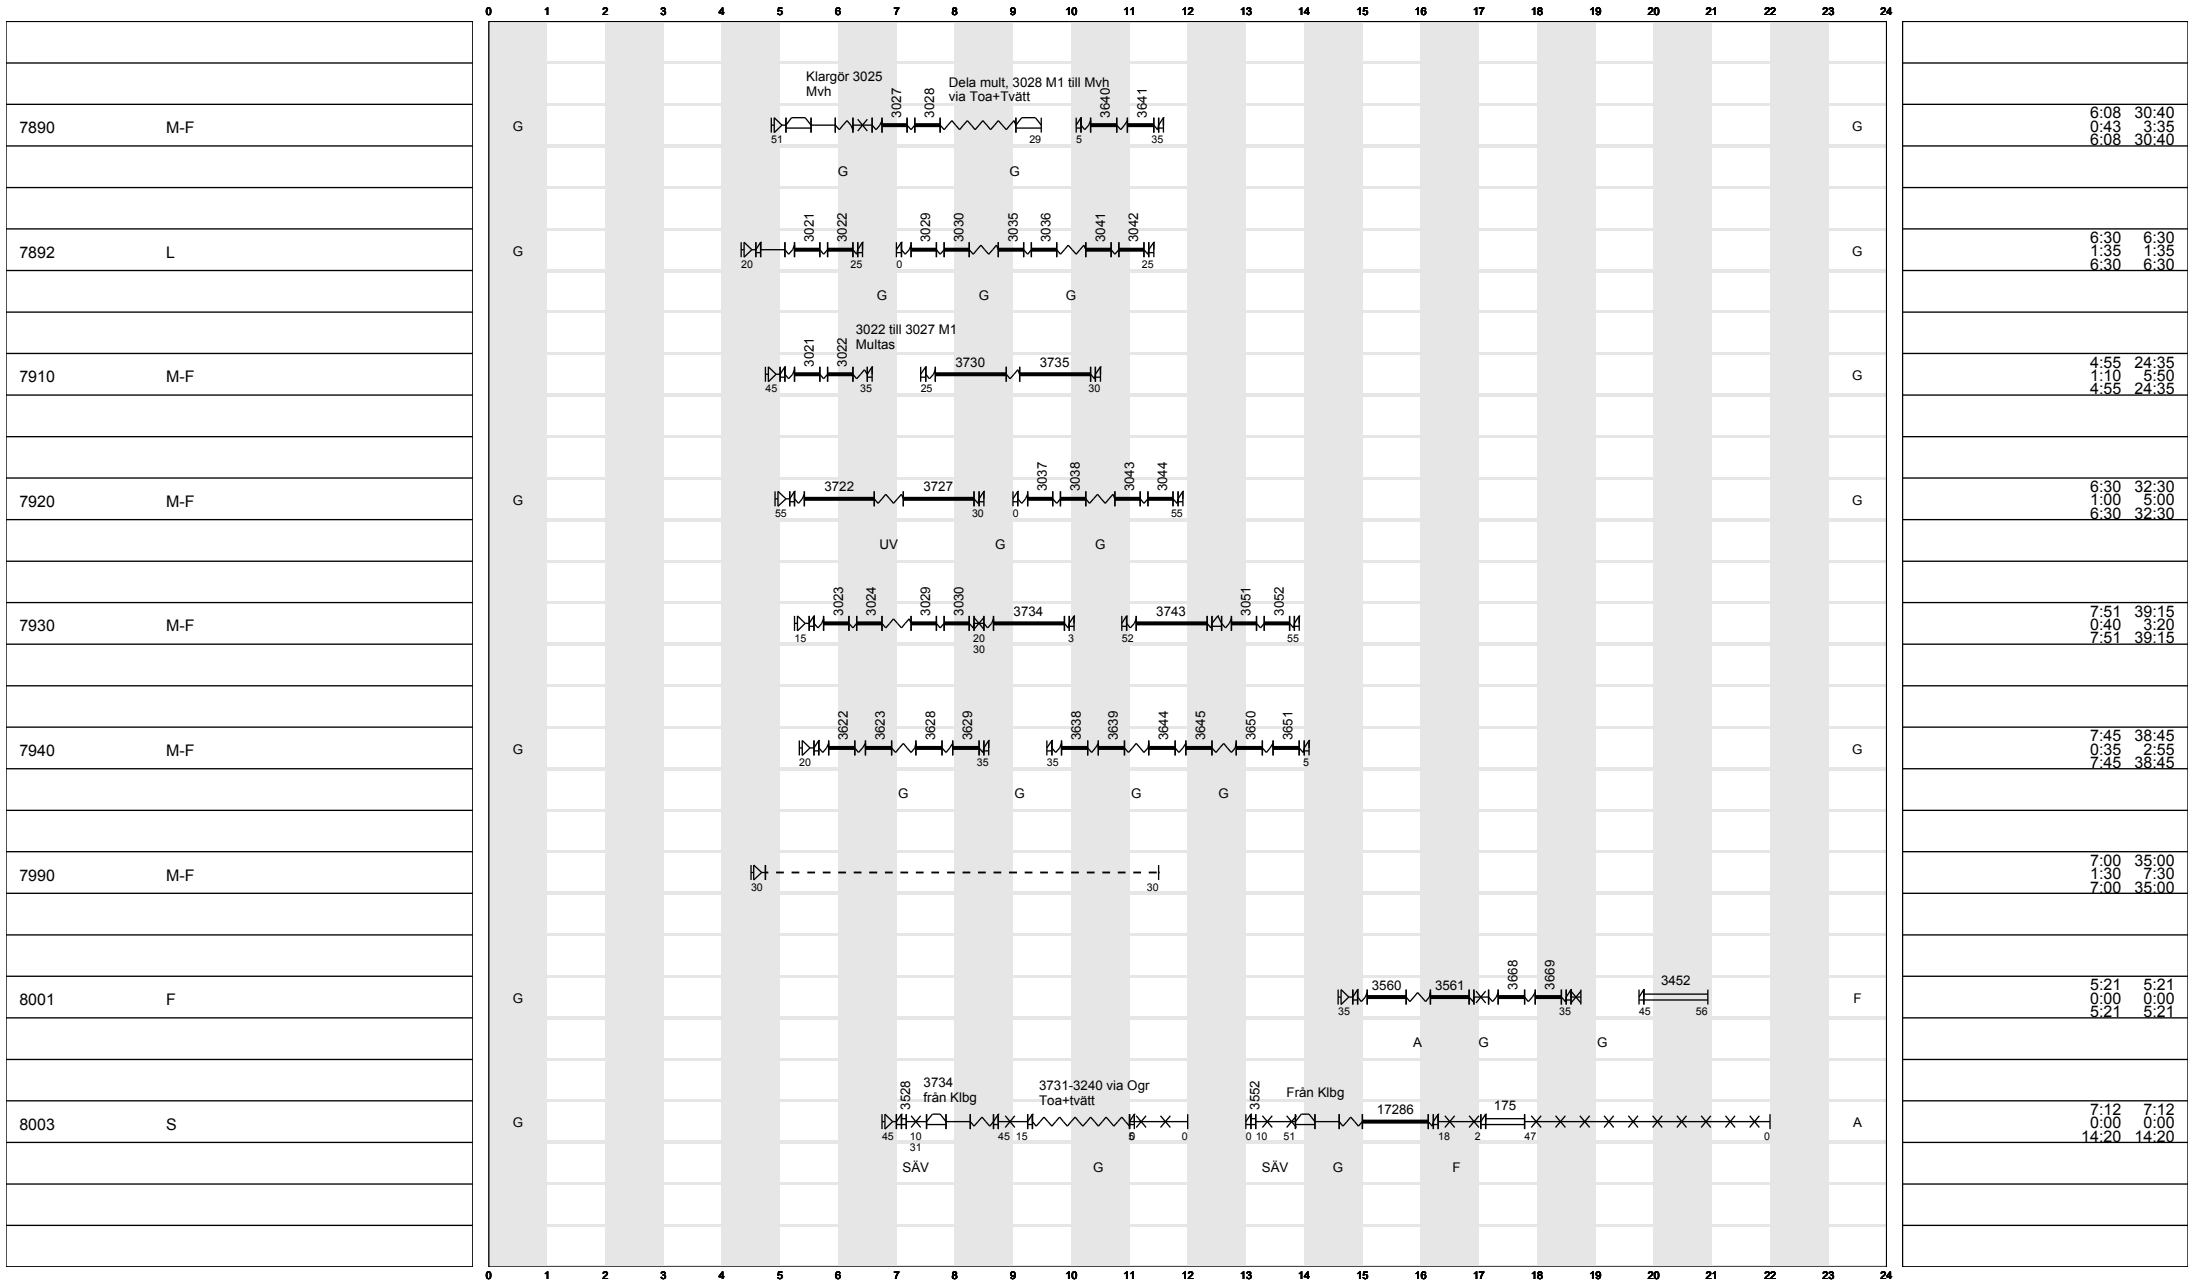 0 1 2 3 4 5 6 7 8 9 10 11 12 13 14 15 16 17 18 19 20 21 22 23 24
Klargör 3025
Mvh
3027 3028
Dela mult, 3028 M1 till Mvh
via Toa+Tvätt
3640 3641
7890 M-F G G
51 29 5 35
6:08 30:40
0:43 3:35
6:08 30:40
G G
3021 3022 3029 3030 3035 3036 3041 3042
7892 L G G
20 25 0 25
6:30 6:30
1:35 1:35
6:30 6:30
G G G
3022 till 3027 M1
Multas
3021 3022 3730 3735
7910 M-F G
45 35 25 30
4:55 24:35
1:10 5:50
4:55 24:35
3722 3727 3037 3038 3043 3044
7920 M-F G G
55 30 0 55
6:30 32:30
1:00 5:00
6:30 32:30
UV G G
3023 3024 3029 3030 3734 3743 3051 3052
7930 M-F
15 20 3 52 55
30
7:51 39:15
0:40 3:20
7:51 39:15
3622 3623 3628 3629 3638 3639 3644 3645 3650 3651
7940 M-F G G
20 35 35 5
7:45 38:45
0:35 2:55
7:45 38:45
G G G G
7990 M-F
30 30
7:00 35:00
1:30 7:30
7:00 35:00
3560 3561 3668 3669 3452
8001 F G F
35 35 45 56
5:21 5:21
0:00 0:00
5:21 5:21
A G G
3528
3734
från Klbg
3731-3240 via Ogr
Toa+tvätt
3552
Från Klbg
17286 175
8003 S G A
45 10 45 15 0 0 10 51 18 2 47 0
31
7:12 7:12
0:00 0:00
14:20 14:20
SÄV G SÄV G F
0 1 2 3 4 5 6 7 8 9 10 11 12 13 14 15 16 17 18 19 20 21 22 23 24